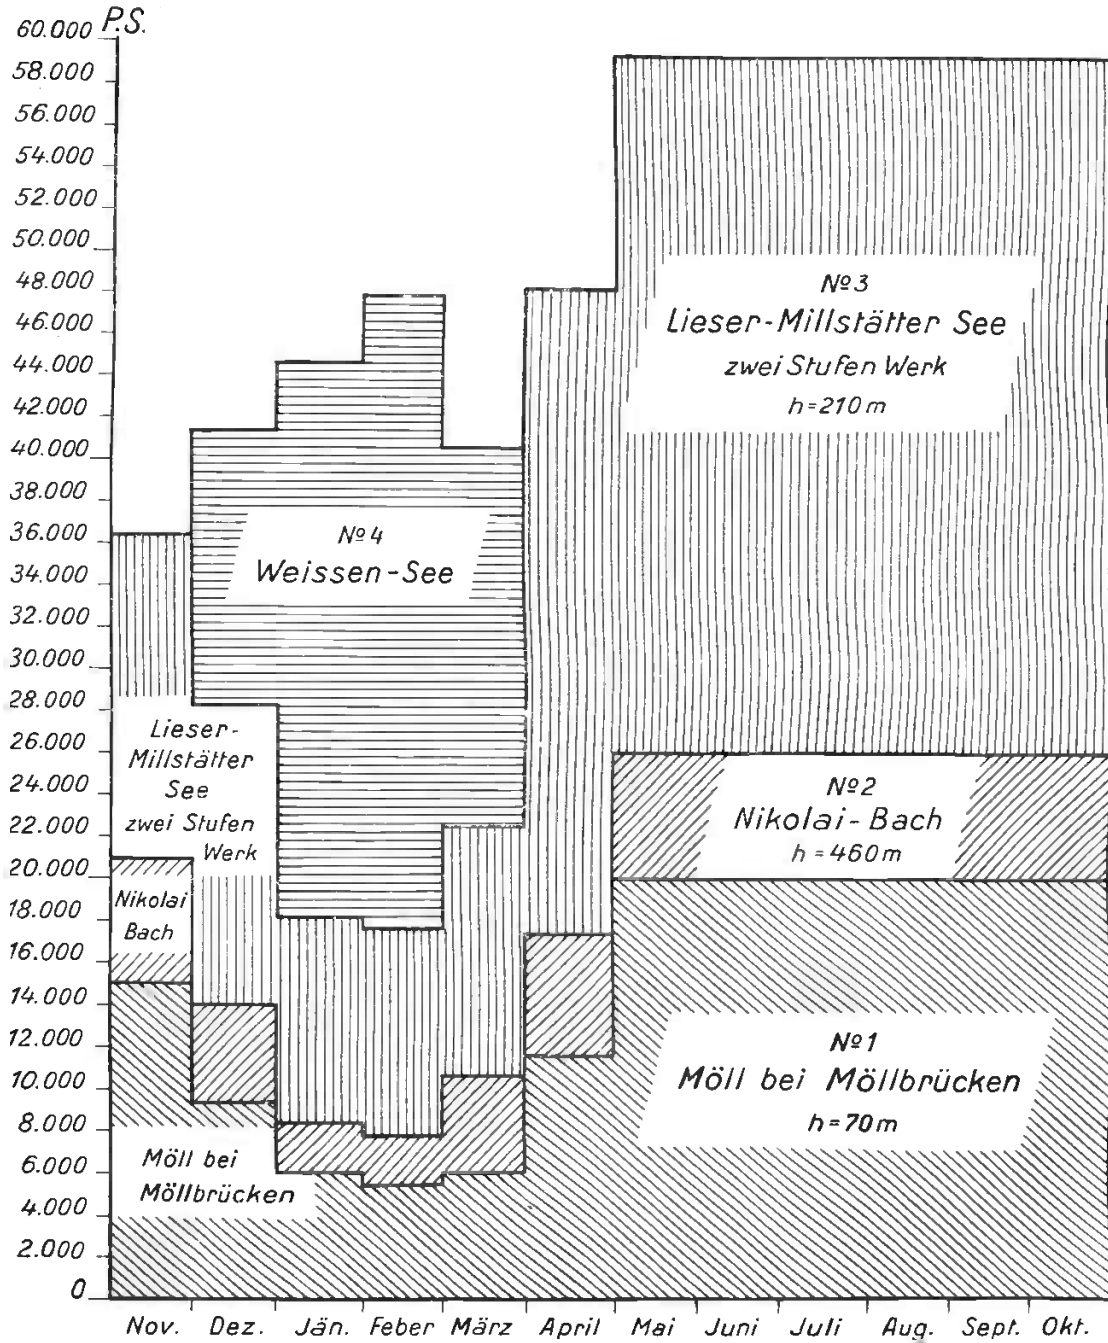 P.S.
60.000
58.000
56.000
54.000
52.000
50.000
48.000
46.000
44.000
42.000
40.000
38.000
36.000
34.000
32.000
30.000
28.000
26.000
24.000
22.000
20.000
18.000
16.000
14.000
12.000
10.000
8.000
6.000
4.000
2.000
0
No 3
Lieser-Millstätter See
zwei Stufen Werk
h=210m
No 4
Weissen-See
Lieser-
Millstätter
See
zwei Stufen
Werk
No 2
Nikolai-Bach
h=460m
Nikolai
Bach
No 1
Möll bei Möllbrücken
h=70m
Möll bei
Möllbrücken
Nov. Dez. Jän. Feber März April Mai Juni Juli Aug. Sept. Okt.